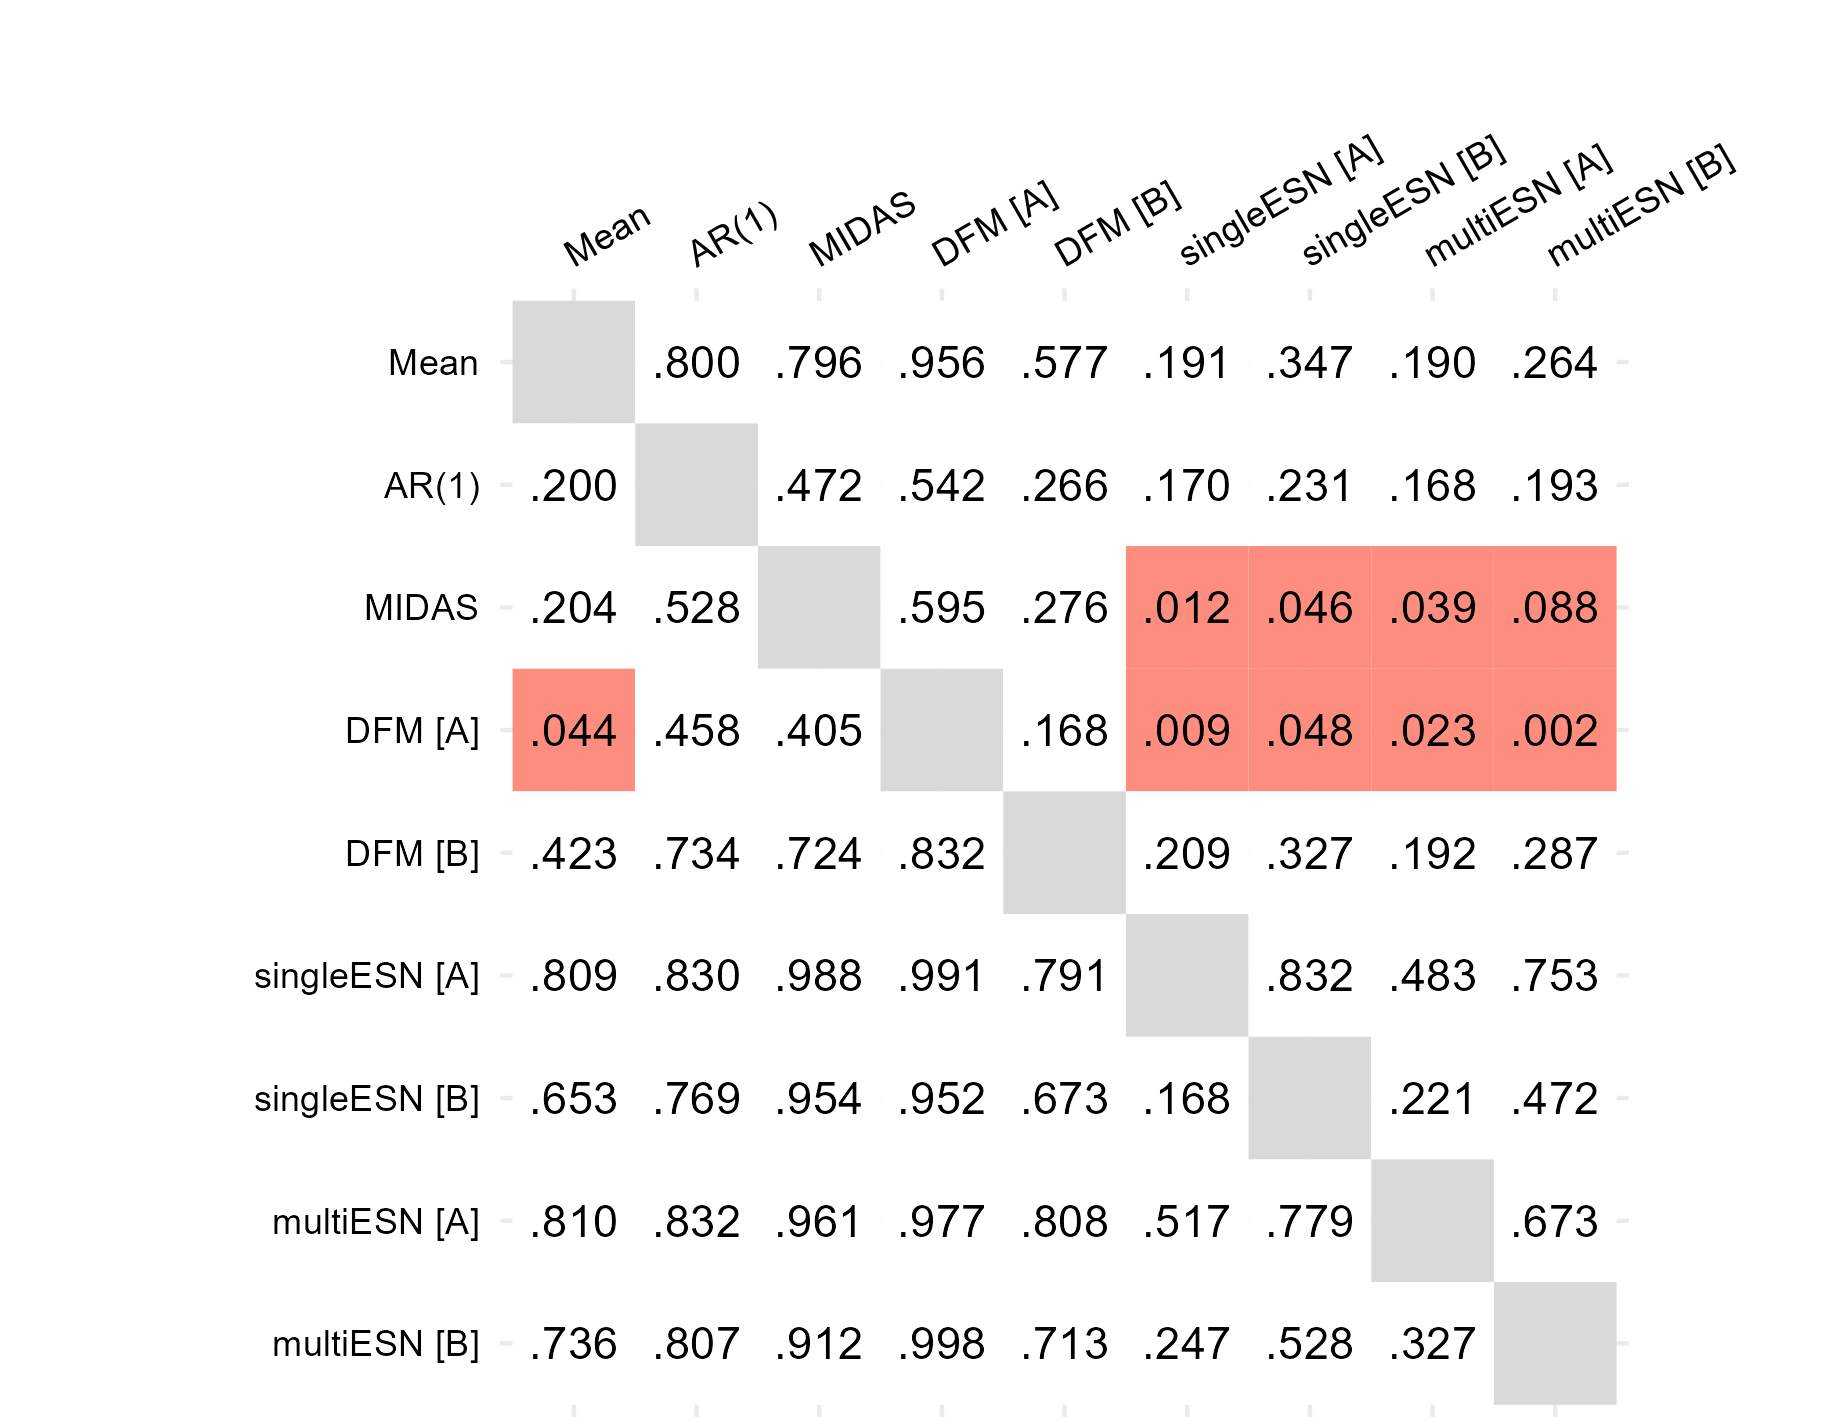 Mean AR(1) MIDAS DFM [A] DFM [B] singleESN [A] singleESN [B] multiESN [A] multiESN [B]
Mean .800 .796 .956 .577 .191 .347 .190 .264
AR(1) .200 .472 .542 .266 .170 .231 .168 .193
MIDAS .204 .528 .595 .276 .012 .046 .039 .088
DFM [A] .044 .458 .405 .168 .009 .048 .023 .002
DFM [B] .423 .734 .724 .832 .209 .327 .192 .287
singleESN [A] .809 .830 .988 .991 .791 .832 .483 .753
singleESN [B] .653 .769 .954 .952 .673 .168 .221 .472
multiESN [A] .810 .832 .961 .977 .808 .517 .779 .673
multiESN [B] .736 .807 .912 .998 .713 .247 .528 .327